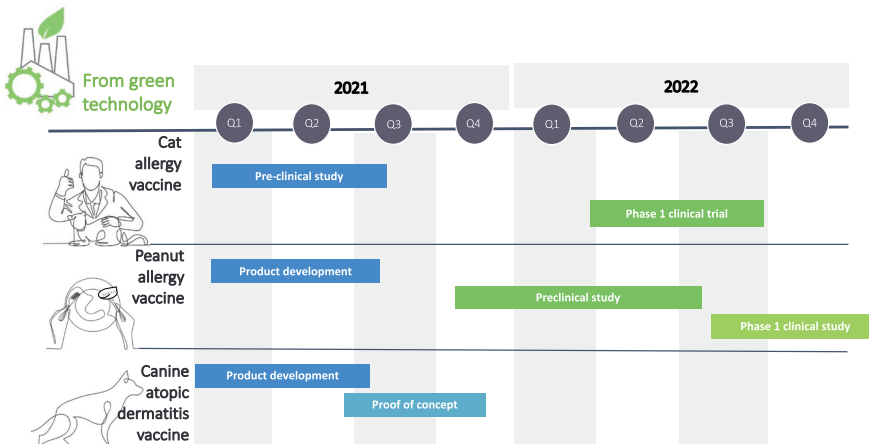 From green
technology
2021
2022
Q1
Q2
Q3
Q4
Q1
Q2
Q3
Q4
Cat
allergy
vaccine
Pre-clinical study
Phase 1 clinical trial
Peanut
allergy
vaccine
Product development
Preclinical study
Phase 1 clinical study
Canine
atopic
dermatitis
vaccine
Product development
Proof of concept